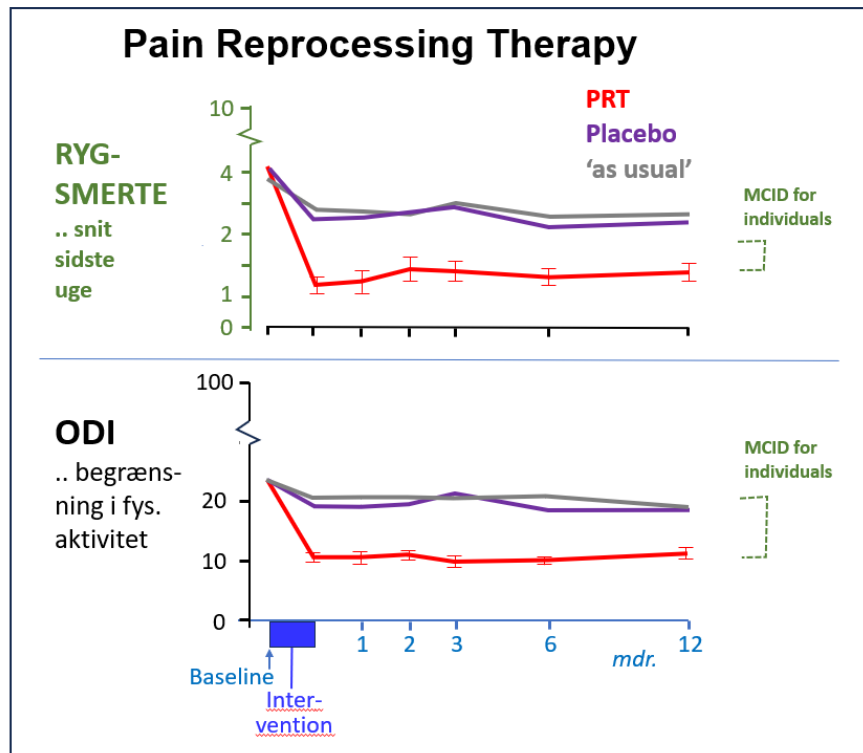 Pain Reprocessing Therapy
PRT
Placebo
‘as usual’
RYG-
SMERTE
.. snit
sidste
uge
10
4
2
1
0
MCID for
individuals
ODI
.. begræns-
ning i fys.
aktivitet
100
20
10
0
MCID for
individuals
1 2 3 6 mdr. 12
Baseline
Inter-
vention